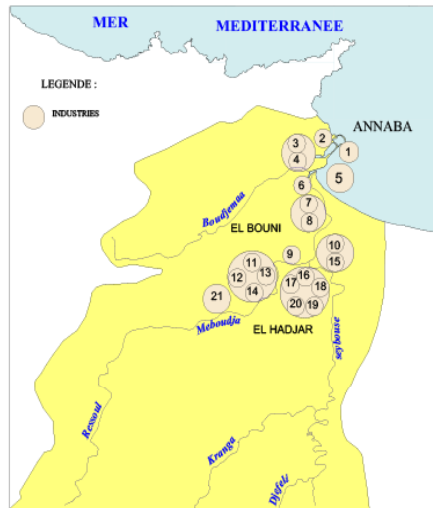 MER MEDITERRANEE
LEGENDE :
INDUSTRIES
ANNABA
2
1
3
4
5
6
7
8
Boudjemaa
EL BOUNI
10
15
9
11
12
13
14
16
17
18
20
19
21
Meboudja
EL HADJAR
seybouse
Ressoul
Kranga
Djefeli